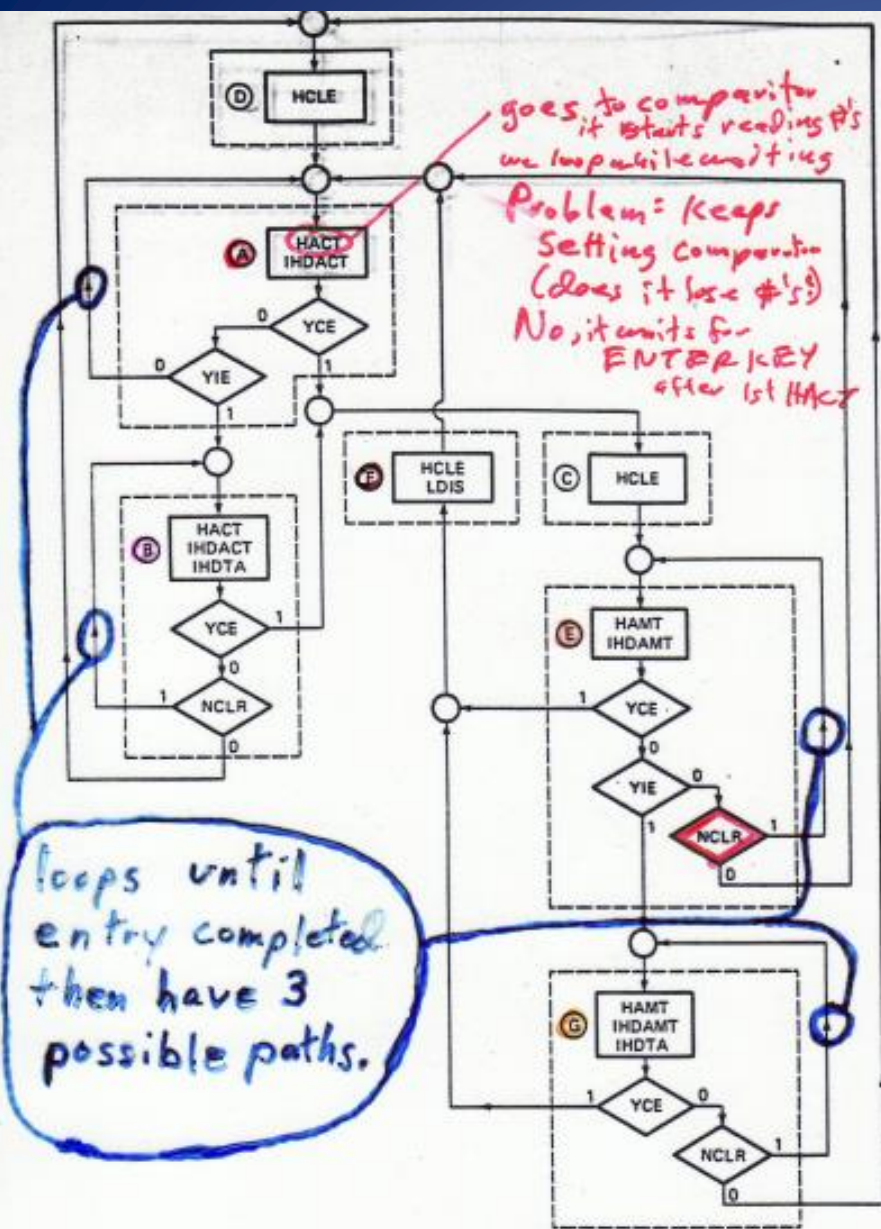 D
HCLE
goes to comparitor
it starts reading #'s
we loop while waiting
Problem: Keeps
Setting comparitor
(does it lose #'s?)
No, it waits for
ENTER KEY
after 1st HACT
A
HACT
IHDACT
0
YCE
1
0
YIE
1
F
HCLE
LDIS
C
HCLE
B
HACT
IHDACT
IHDTA
YCE
1
0
1
NCLR
0
E
HAMT
IHDAMT
1
YCE
0
YIE
0
1
NCLR
1
0
loops until
entry completed
then have 3
possible paths.
G
HAMT
IHDAMT
IHDTA
1
YCE
0
NCLR
1
0